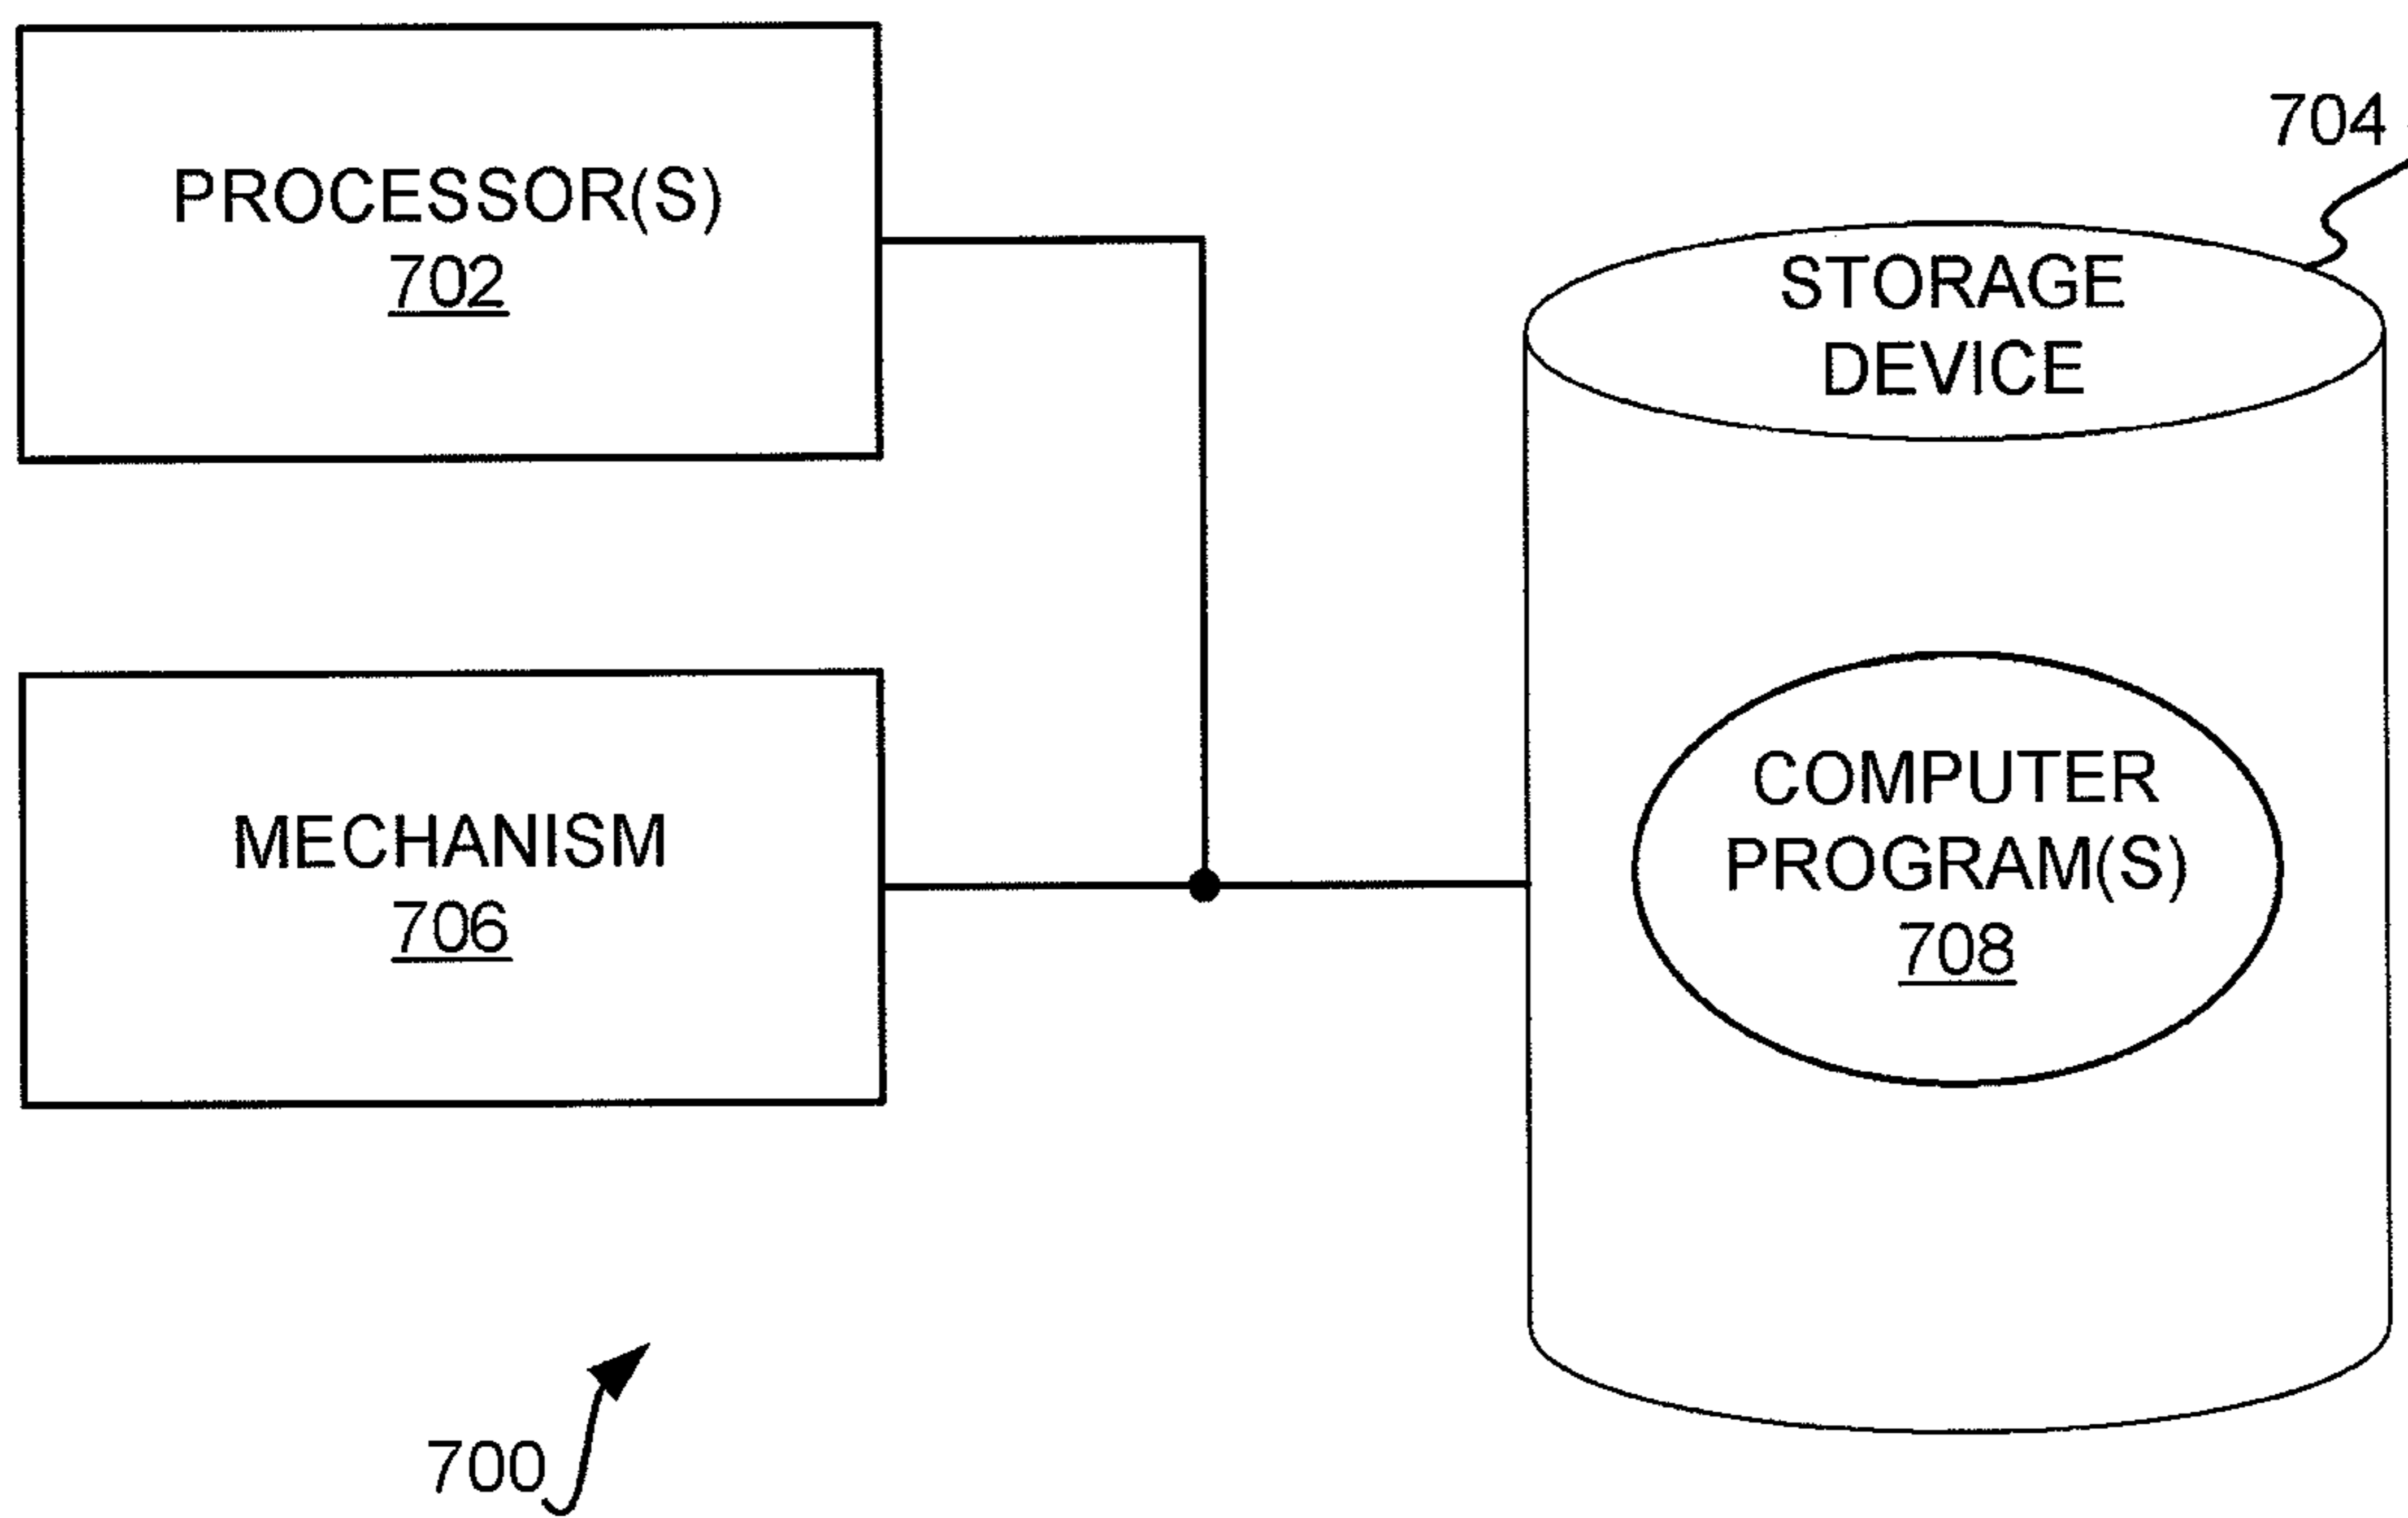 PROCESSOR(S)
702
704
STORAGE
DEVICE
MECHANISM
706
COMPUTER
PROGRAM(S)
708
700